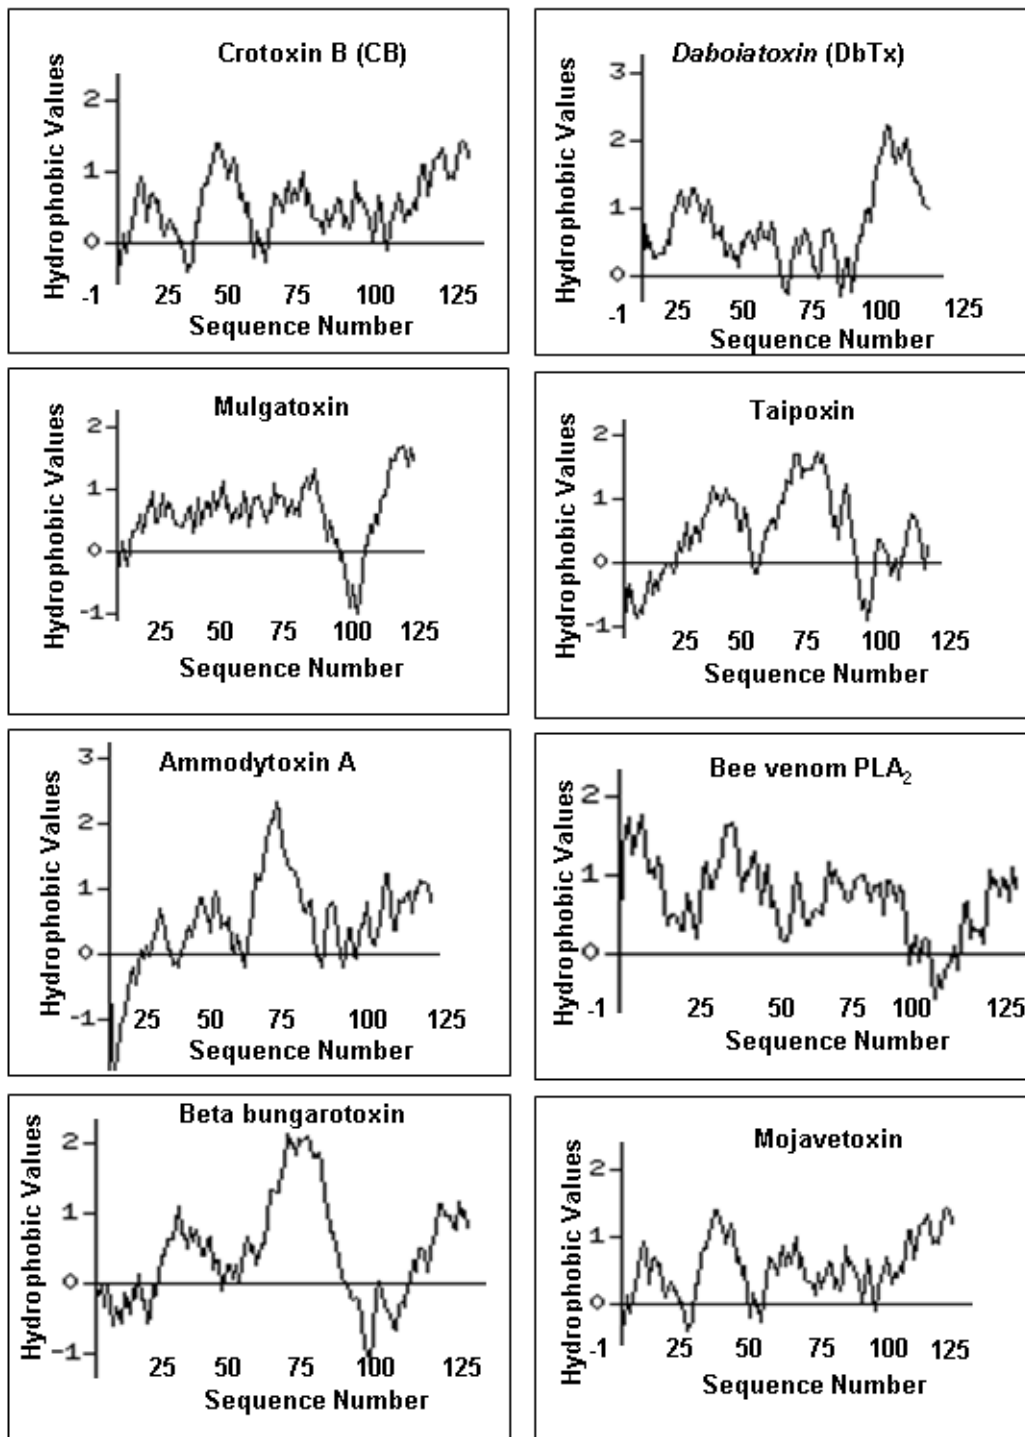 Crotoxin B (CB)
Hydrophobic Values
2
1
0
-1 25 50 75 100 125
Sequence Number
Daboiatoxin (DbTx)
Hydrophobic Values
3
2
1
0
-1 25 50 75 100 125
Sequence Number
Mulgatoxin
Hydrophobic Values
2
1
0
-1
25 50 75 100 125
Sequence Number
Taipoxin
Hydrophobic Values
2
1
0
-1
25 50 75 100 125
Sequence Number
Ammodytoxin A
Hydrophobic Values
3
2
1
0
-1
25 50 75 100 125
Sequence Number
Bee venom PLA₂
Hydrophobic Values
2
1
0
-1 25 50 75 100 125
Sequence Number
Beta bungarotoxin
Hydrophobic Values
2
1
0
-1
25 50 75 100 125
Sequence Number
Mojavetoxin
Hydrophobic Values
2
1
0
-1 25 50 75 100 125
Sequence Number